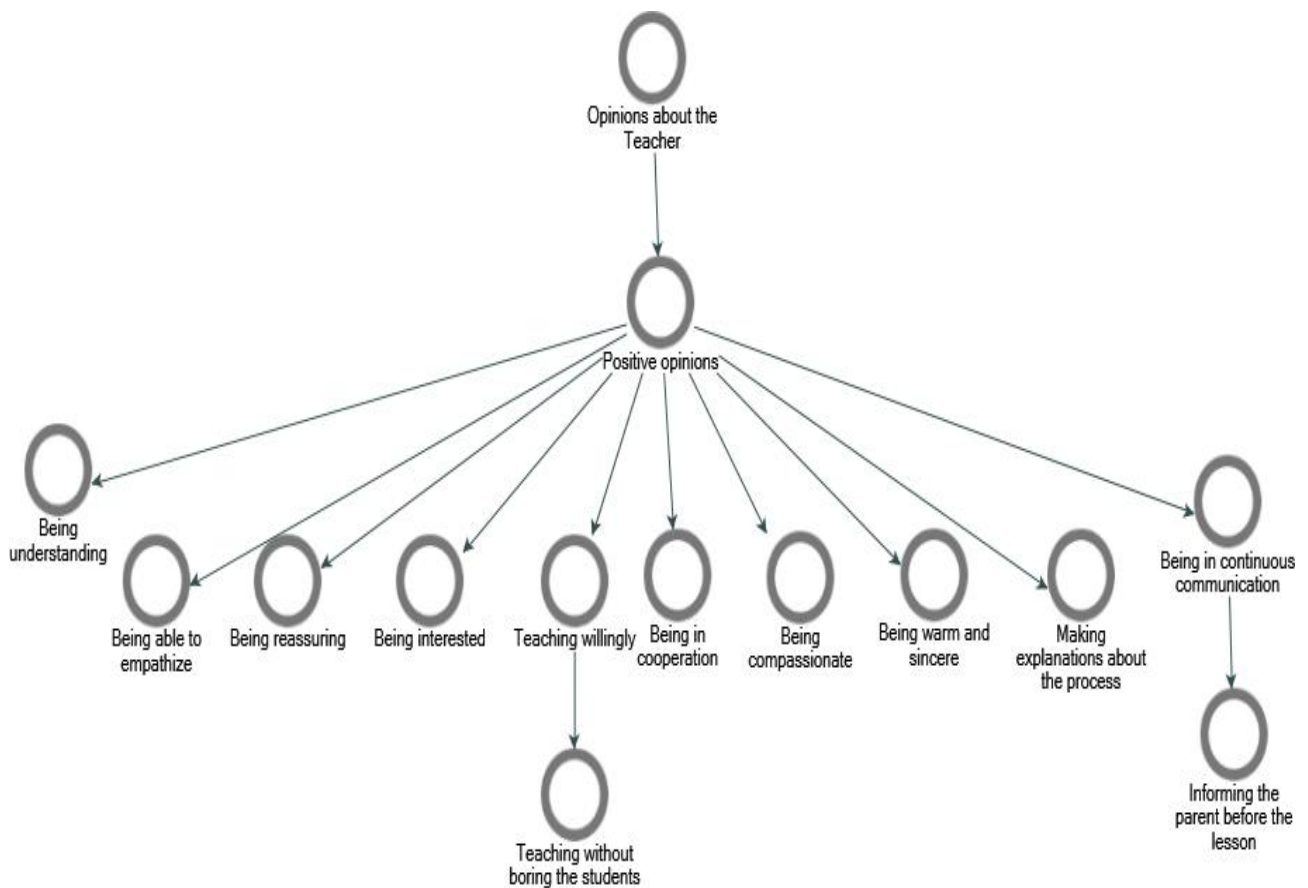 Opinions about the
Teacher
Positive opinions
Being
understanding
Being able to
empathize
Being reassuring
Being interested
Teaching willingly
Being in
cooperation
Being
compassionate
Being warm and
sincere
Making
explanations about
the process
Being in continuous
communication
Teaching without
boring the students
Informing the
parent before the
lesson